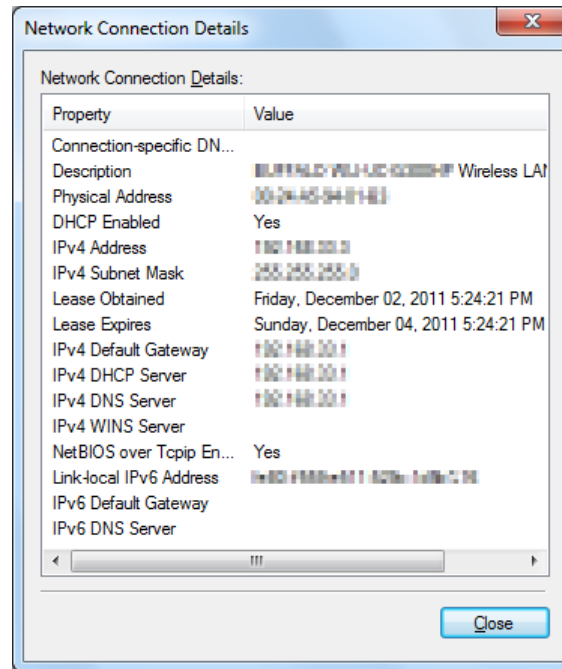 Network Connection Details
Network Connection Details:
Property Value
Connection-specific DN...
Description Wireless LA
Physical Address
DHCP Enabled Yes
IPv4 Address
IPv4 Subnet Mask
Lease Obtained Friday, December 02, 2011 5:24:21 PM
Lease Expires Sunday, December 04, 2011 5:24:21 PM
IPv4 Default Gateway
IPv4 DHCP Server
IPv4 DNS Server
IPv4 WINS Server
NetBIOS over Tcpip En... Yes
Link-local IPv6 Address
IPv6 Default Gateway
IPv6 DNS Server
Close